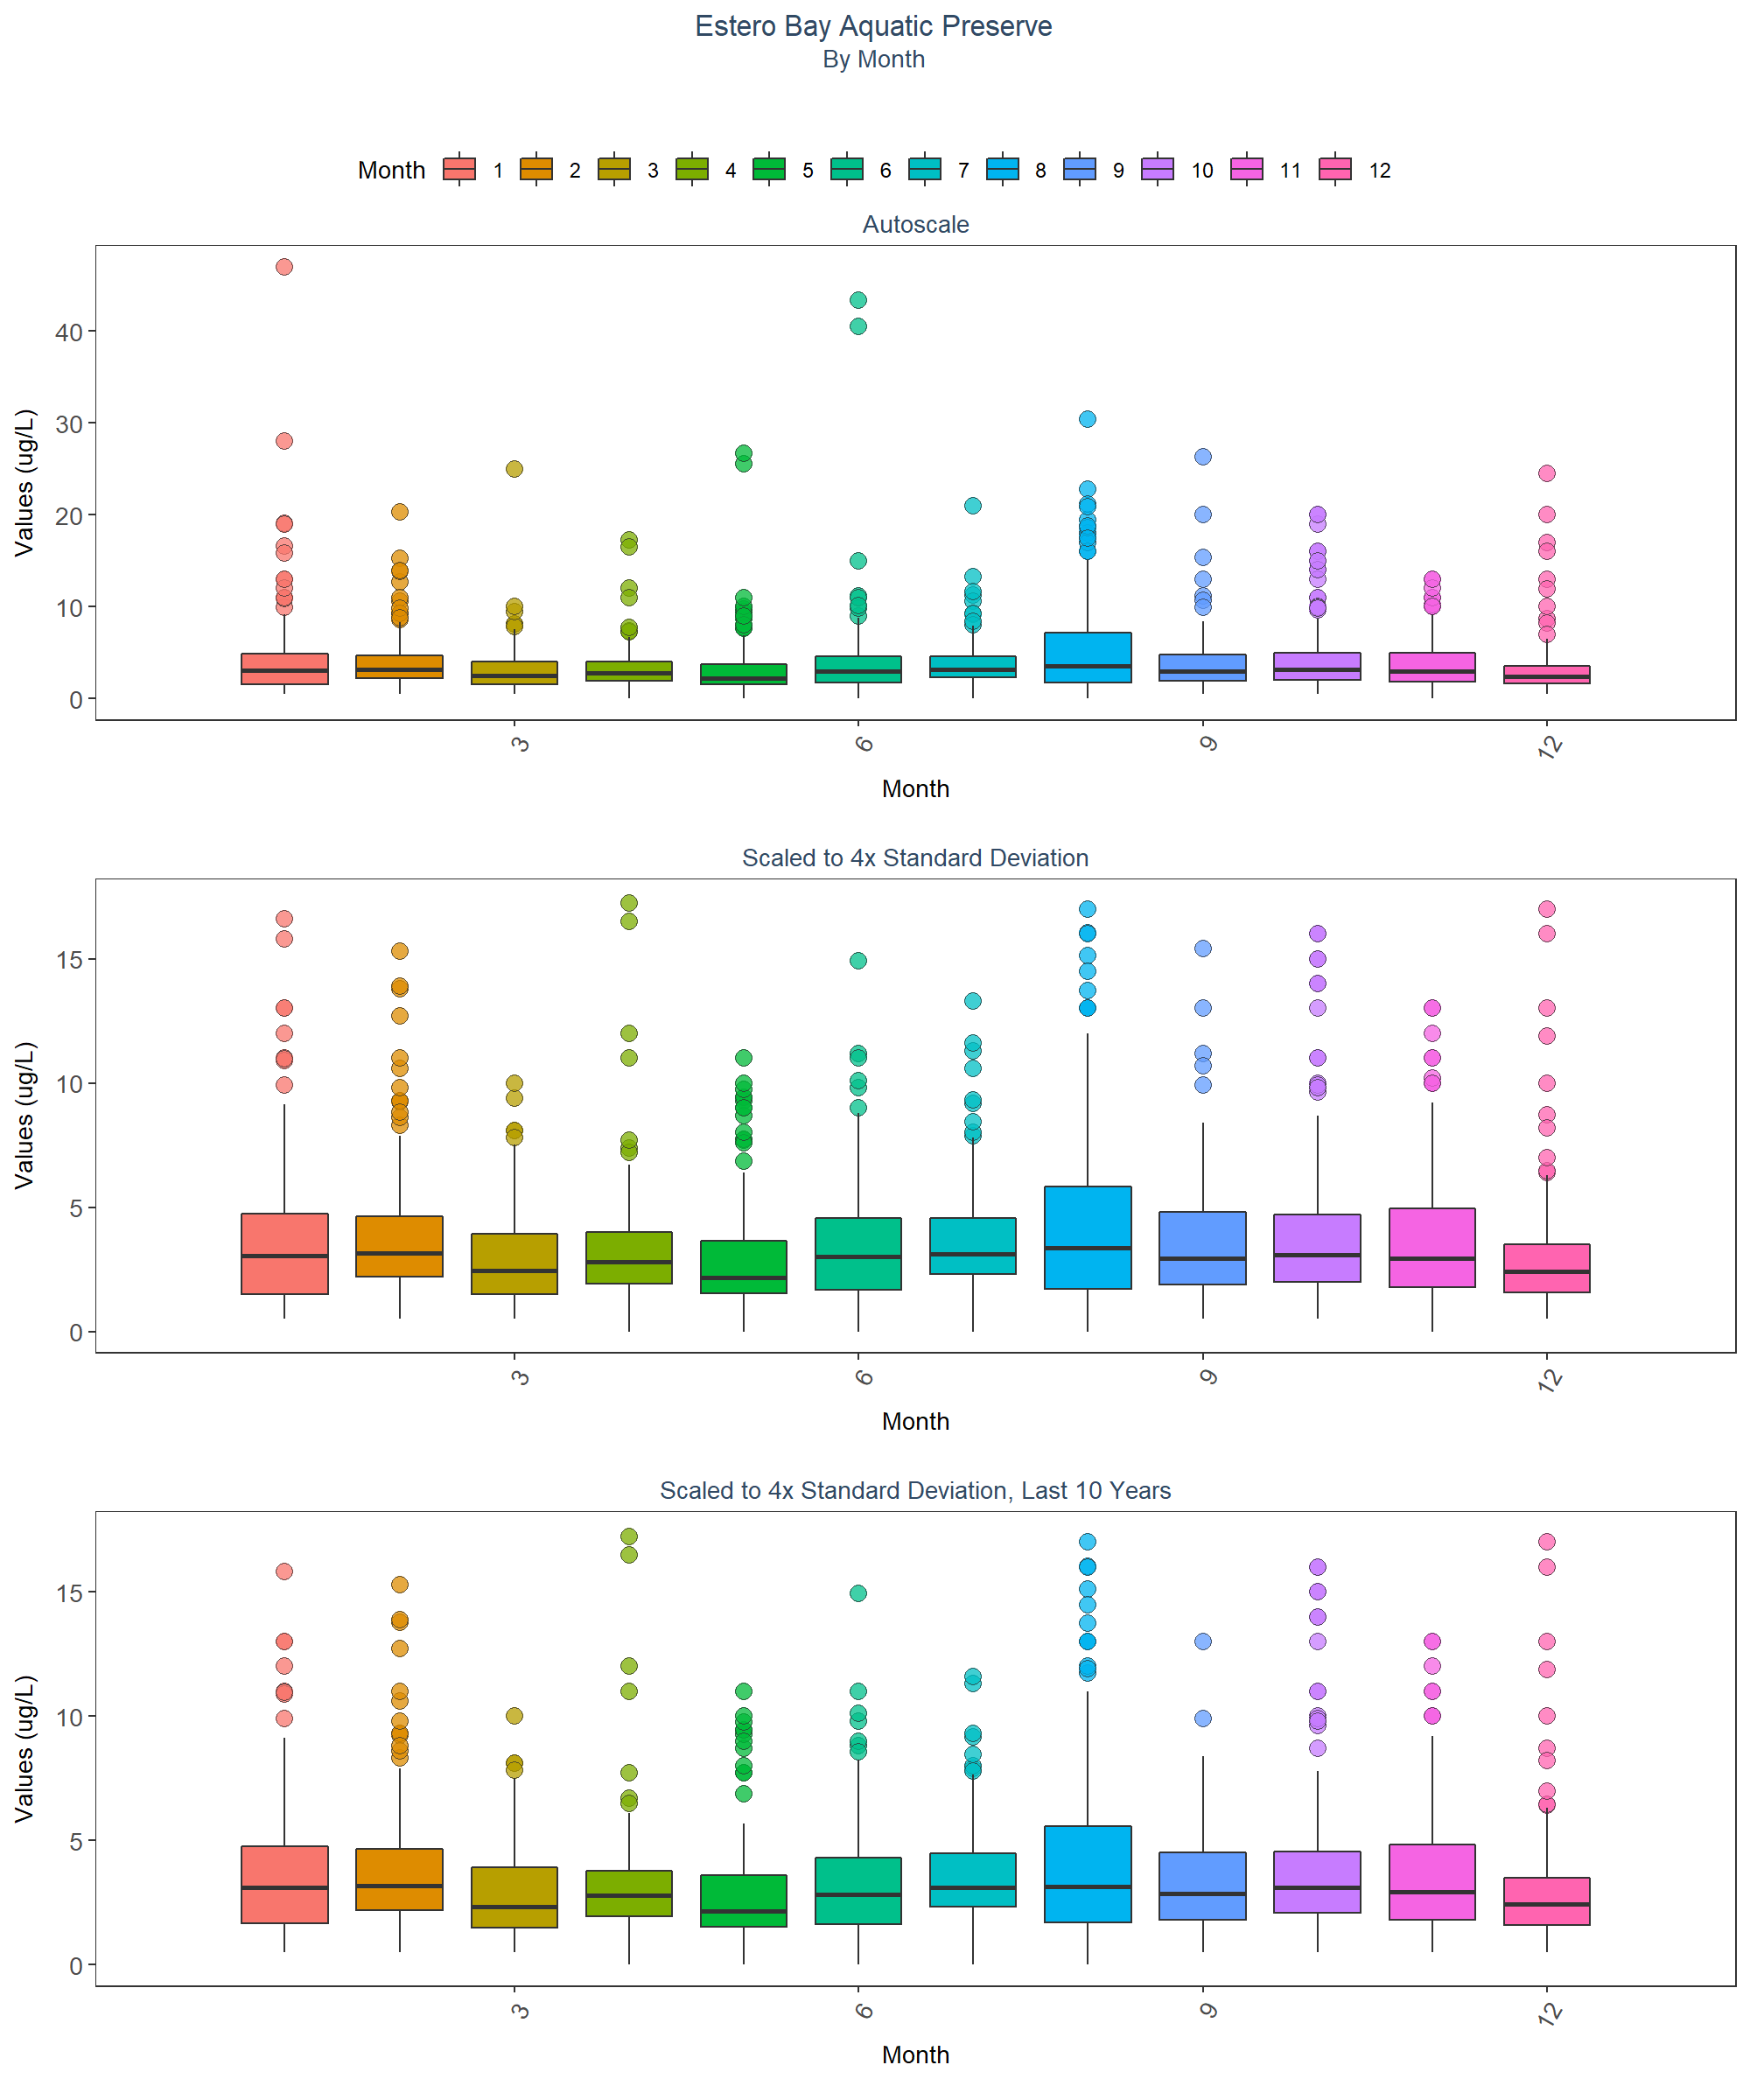 Estero Bay Aquatic Preserve
By Month
Month 1 2 3 4 5 6 7 8 9 10 11 12
Autoscale
Values (ug/L)
40
30
20
10
0
3 6 9 12
Month
Scaled to 4x Standard Deviation
Values (ug/L)
15
10
5
0
3 6 9 12
Month
Scaled to 4x Standard Deviation, Last 10 Years
Values (ug/L)
15
10
5
0
3 6 9 12
Month